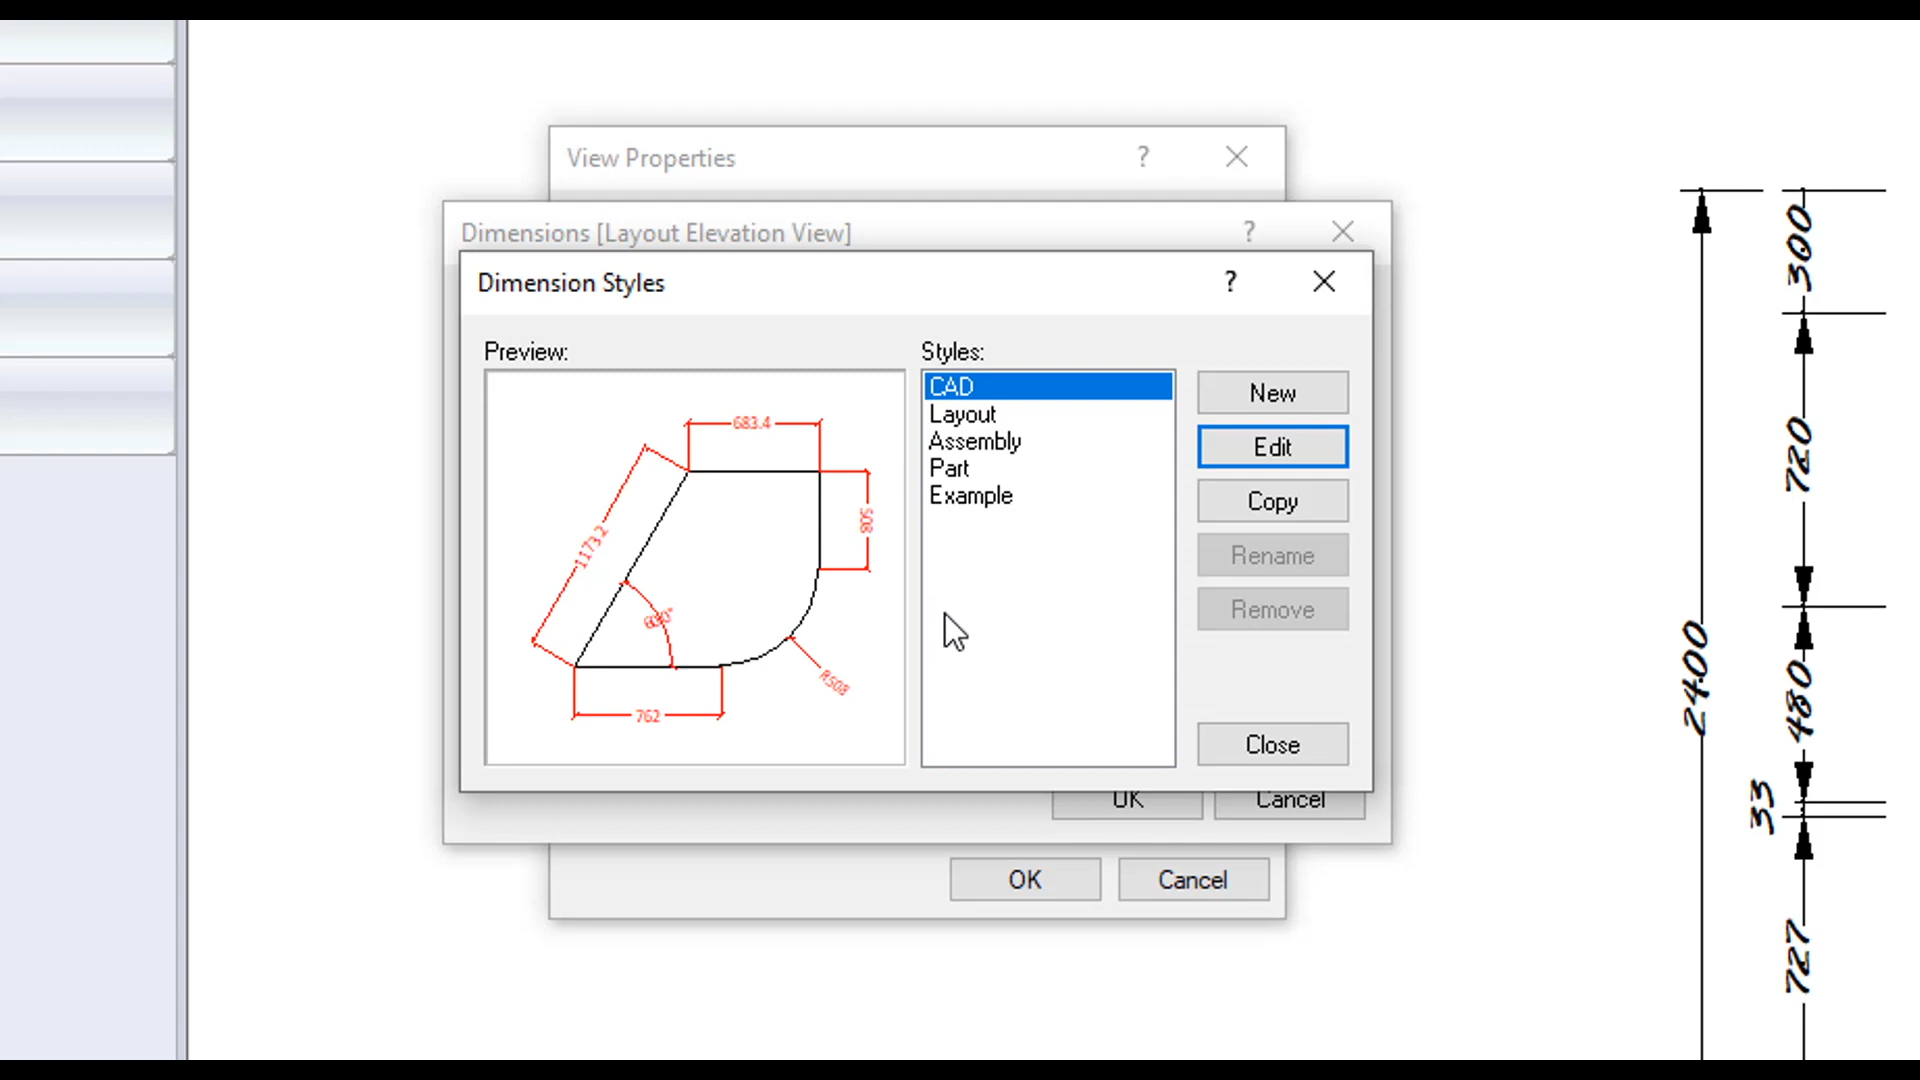 View Properties ?
Dimensions [Layout Elevation View] ?
Dimension Styles ?
Preview: Styles:
CAD
Layout
Assembly
Part
Example
New
Edit
Copy
Rename
Remove
Close
683.4
1173.2
508
R508
762
OK Cancel
OK Cancel
300
720
2400
480
33
727